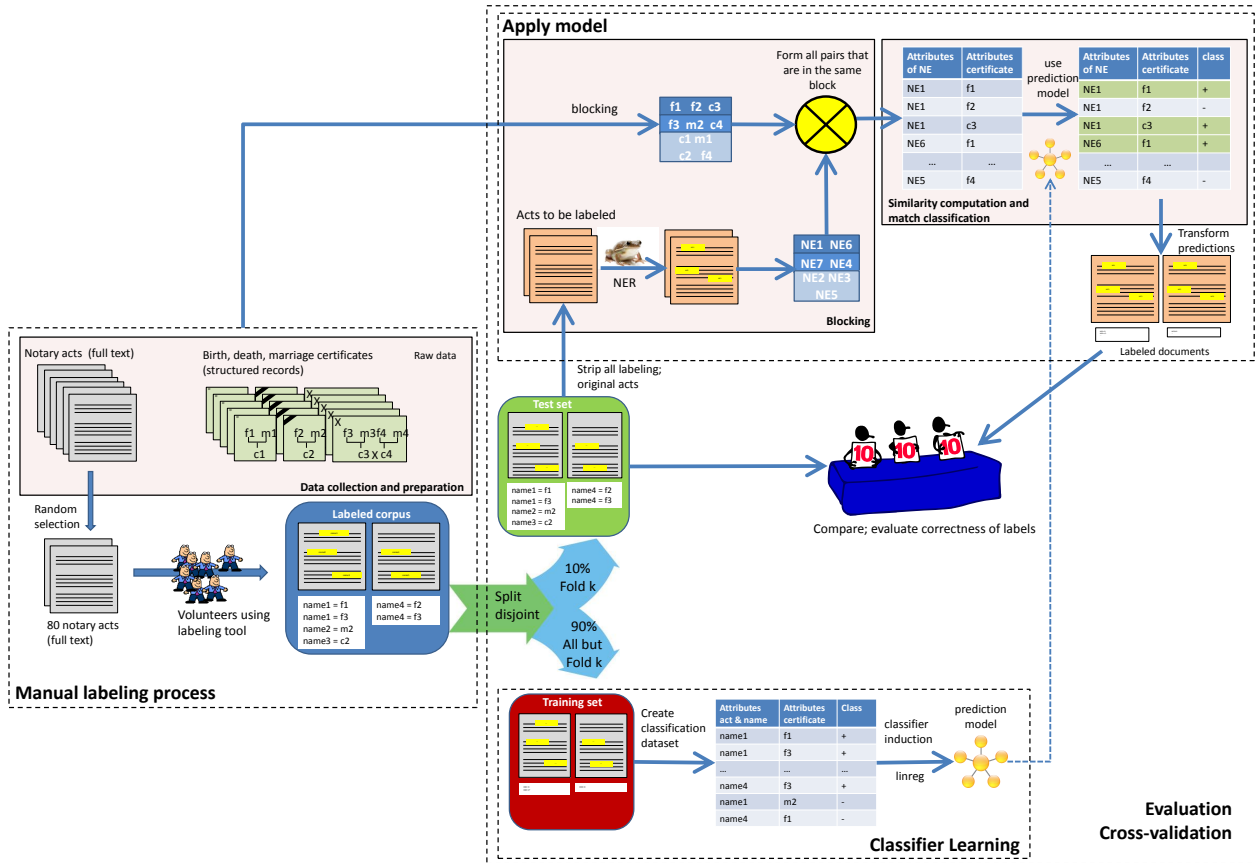 Apply model
Form all pairs that
are in the same
block
blocking
f1 f2 c3
f3 m2 c4
c1 m1
c2 f4
Acts to be labeled
NER
NE1 NE6
NE7 NE4
NE2 NE3
NE5
Blocking
Attributes of NE | Attributes certificate
NE1 | f1
NE1 | f2
NE1 | c3
NE6 | f1
... | ...
NE5 | f4
use
prediction
model
Attributes of NE | Attributes certificate | class
NE1 | f1 | +
NE1 | f2 | -
NE1 | c3 | +
NE6 | f1 | +
... | ...
NE5 | f4 | -
Similarity computation and
match classification
Transform
predictions
Labeled documents
Notary acts (full text)
Birth, death, marriage certificates
(structured records)
Raw data
X
X
X
X
X
f1 m1
c1
f2 m2
c2
f3 m3 f4 m4
c3 X c4
Data collection and preparation
Random
selection
80 notary acts
(full text)
Volunteers using
labeling tool
Labeled corpus
name1 = f1
name1 = f3
name2 = m2
name3 = c2
name4 = f2
name4 = f3
Manual labeling process
Strip all labeling;
original acts
Test set
name1 = f1
name1 = f3
name2 = m2
name3 = c2
name4 = f2
name4 = f3
10 10 10
Compare; evaluate correctness of labels
Split
disjoint
10%
Fold k
90%
All but
Fold k
Training set
Create
classification
dataset
Attributes act & name | Attributes certificate | Class
name1 | f1 | +
name1 | f3 | +
... | ... | ...
name4 | f3 | +
name1 | m2 | -
name4 | f1 | -
classifier
induction
linreg
prediction
model
Classifier Learning
Evaluation
Cross-validation